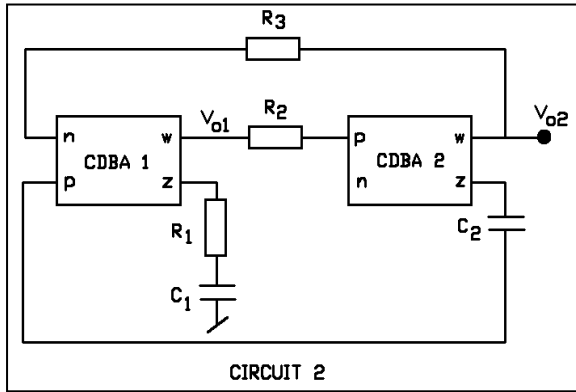 R3
n w
CDBA 1
p z
Vo1
R2
p w
CDBA 2
n z
Vo2
R1
C1
C2
CIRCUIT 2